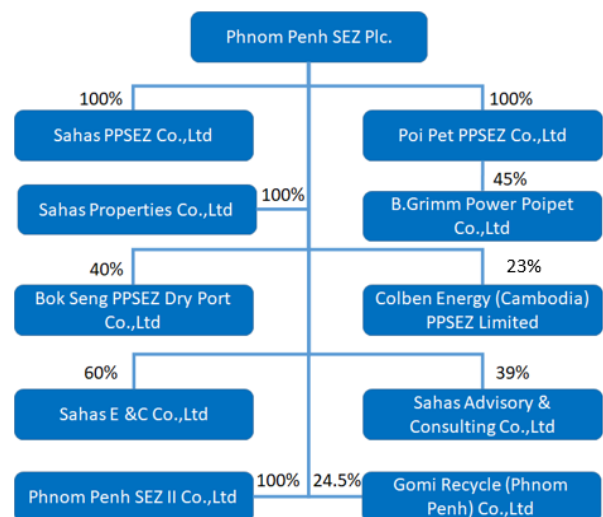 Phnom Penh SEZ Plc.
100%
100%
Sahas PPSEZ Co.,Ltd
Poi Pet PPSEZ Co.,Ltd
100%
45%
Sahas Properties Co.,Ltd
B.Grimm Power Poipet
Co.,Ltd
40%
23%
Bok Seng PPSEZ Dry Port
Co.,Ltd
Colben Energy (Cambodia)
PPSEZ Limited
60%
39%
Sahas E &C Co.,Ltd
Sahas Advisory &
Consulting Co.,Ltd
100%
24.5%
Phnom Penh SEZ II Co.,Ltd
Gomi Recycle (Phnom
Penh) Co.,Ltd